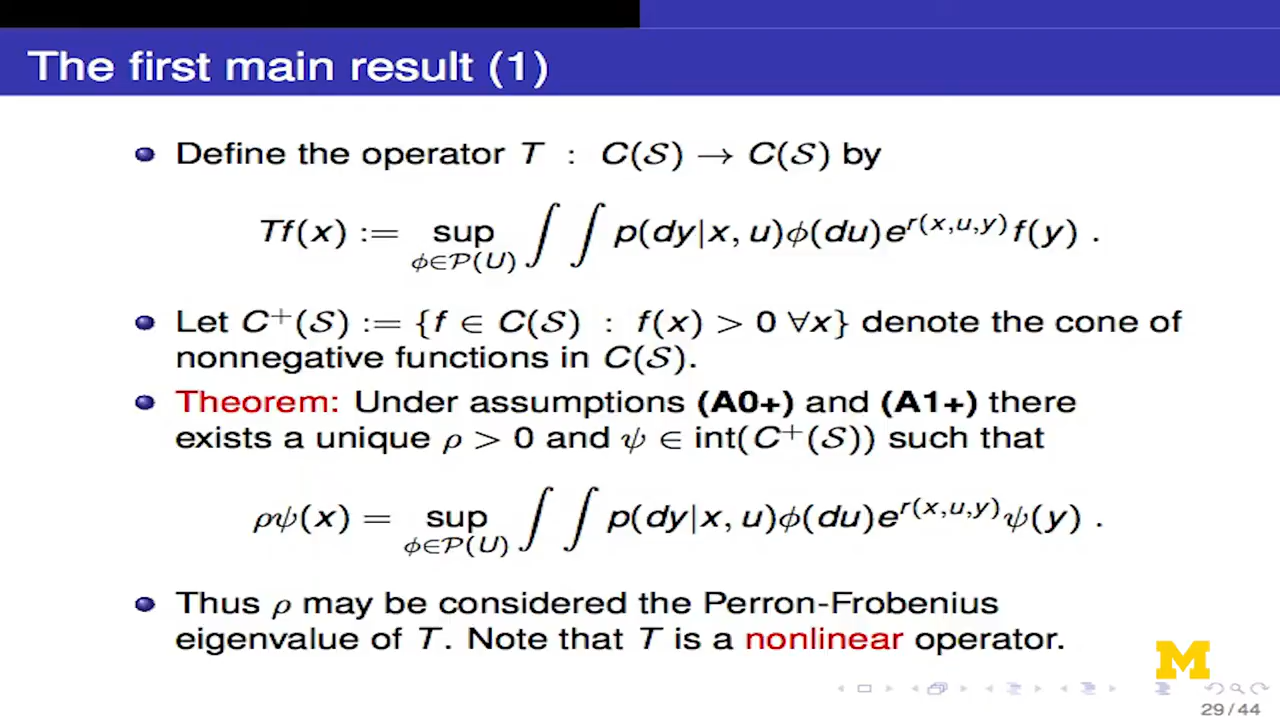 The first main result (1)
Define the operator T : C(𝒮) → C(𝒮) by
Tf(x) := sup_{ϕ∈𝒫(U)} ∫ ∫ p(dy|x, u)ϕ(du)e^{r(x,u,y)}f(y) .
Let C⁺(𝒮) := {f ∈ C(𝒮) : f(x) > 0 ∀x} denote the cone of
nonnegative functions in C(𝒮).
Theorem: Under assumptions (A0+) and (A1+) there
exists a unique ρ > 0 and ψ ∈ int(C⁺(𝒮)) such that
ρψ(x) = sup_{ϕ∈𝒫(U)} ∫ ∫ p(dy|x, u)ϕ(du)e^{r(x,u,y)}ψ(y) .
Thus ρ may be considered the Perron-Frobenius
eigenvalue of T. Note that T is a nonlinear operator.
M
29 / 44